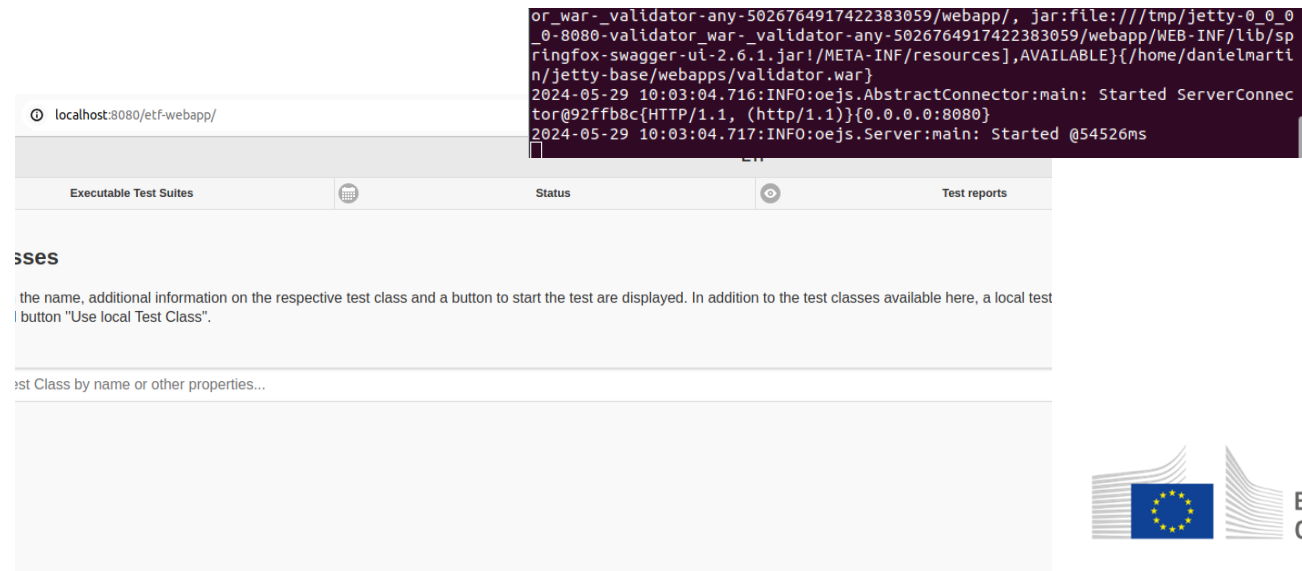 or_war-_validator-any-5026764917422383059/webapp/, jar:file:///tmp/jetty-0_0_0
_0-8080-validator_war-_validator-any-5026764917422383059/webapp/WEB-INF/lib/sp
ringfox-swagger-ui-2.6.1.jar!/META-INF/resources],AVAILABLE}{/home/danielmarti
n/jetty-base/webapps/validator.war}
2024-05-29 10:03:04.716:INFO:oejs.AbstractConnector:main: Started ServerConnec
tor@92ffb8c{HTTP/1.1, (http/1.1)}{0.0.0.0:8080}
2024-05-29 10:03:04.717:INFO:oejs.Server:main: Started @54526ms
localhost:8080/etf-webapp/
Executable Test Suites Status Test reports
sses
the name, additional information on the respective test class and a button to start the test are displayed. In addition to the test classes available here, a local test
button "Use local Test Class".
est Class by name or other properties...